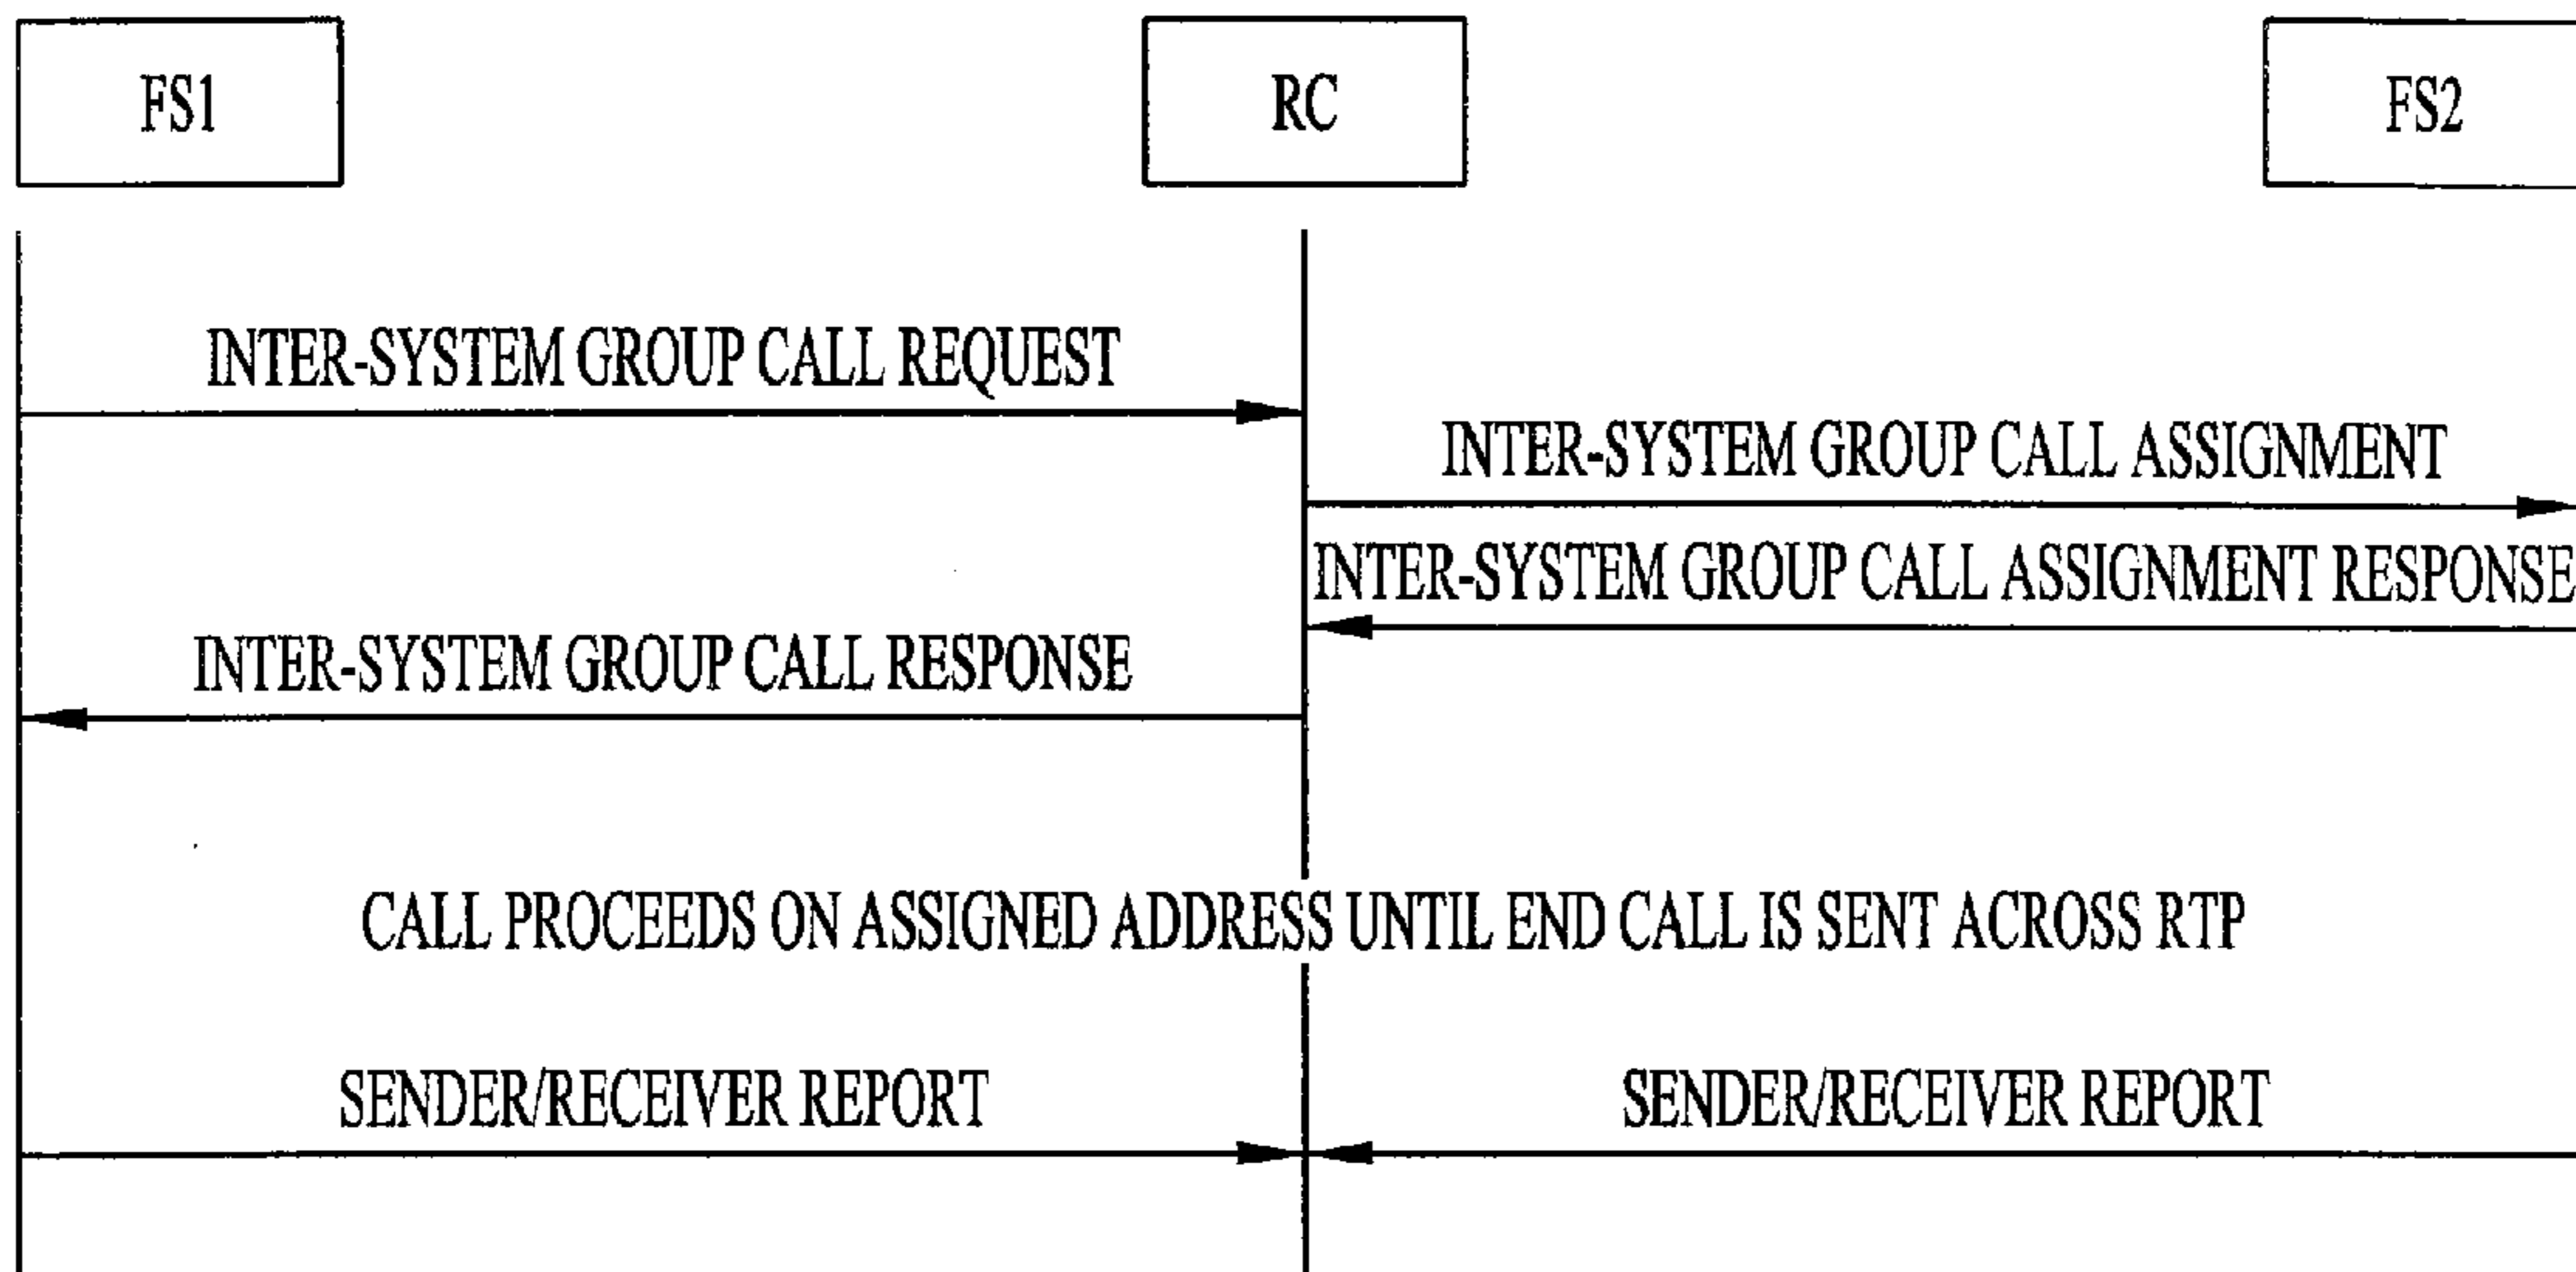 FS1
RC
FS2
INTER-SYSTEM GROUP CALL REQUEST
INTER-SYSTEM GROUP CALL ASSIGNMENT
INTER-SYSTEM GROUP CALL ASSIGNMENT RESPONSE
INTER-SYSTEM GROUP CALL RESPONSE
CALL PROCEEDS ON ASSIGNED ADDRESS UNTIL END CALL IS SENT ACROSS RTP
SENDER/RECEIVER REPORT
SENDER/RECEIVER REPORT